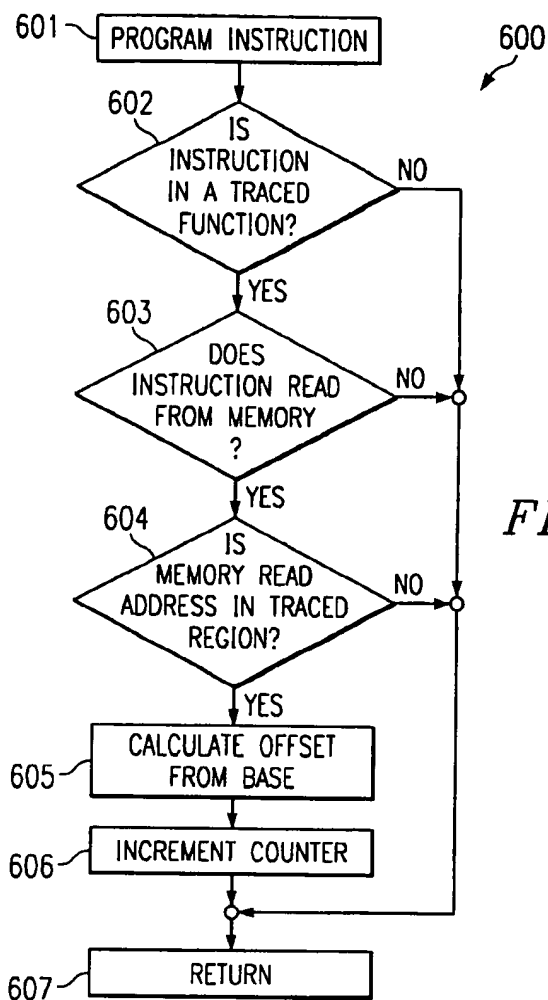 601
PROGRAM INSTRUCTION
600
602
IS
INSTRUCTION
IN A TRACED
FUNCTION?
NO
YES
603
DOES
INSTRUCTION READ
FROM MEMORY
?
NO
YES
604
IS
MEMORY READ
ADDRESS IN TRACED
REGION?
NO
YES
605
CALCULATE OFFSET
FROM BASE
606
INCREMENT COUNTER
607
RETURN